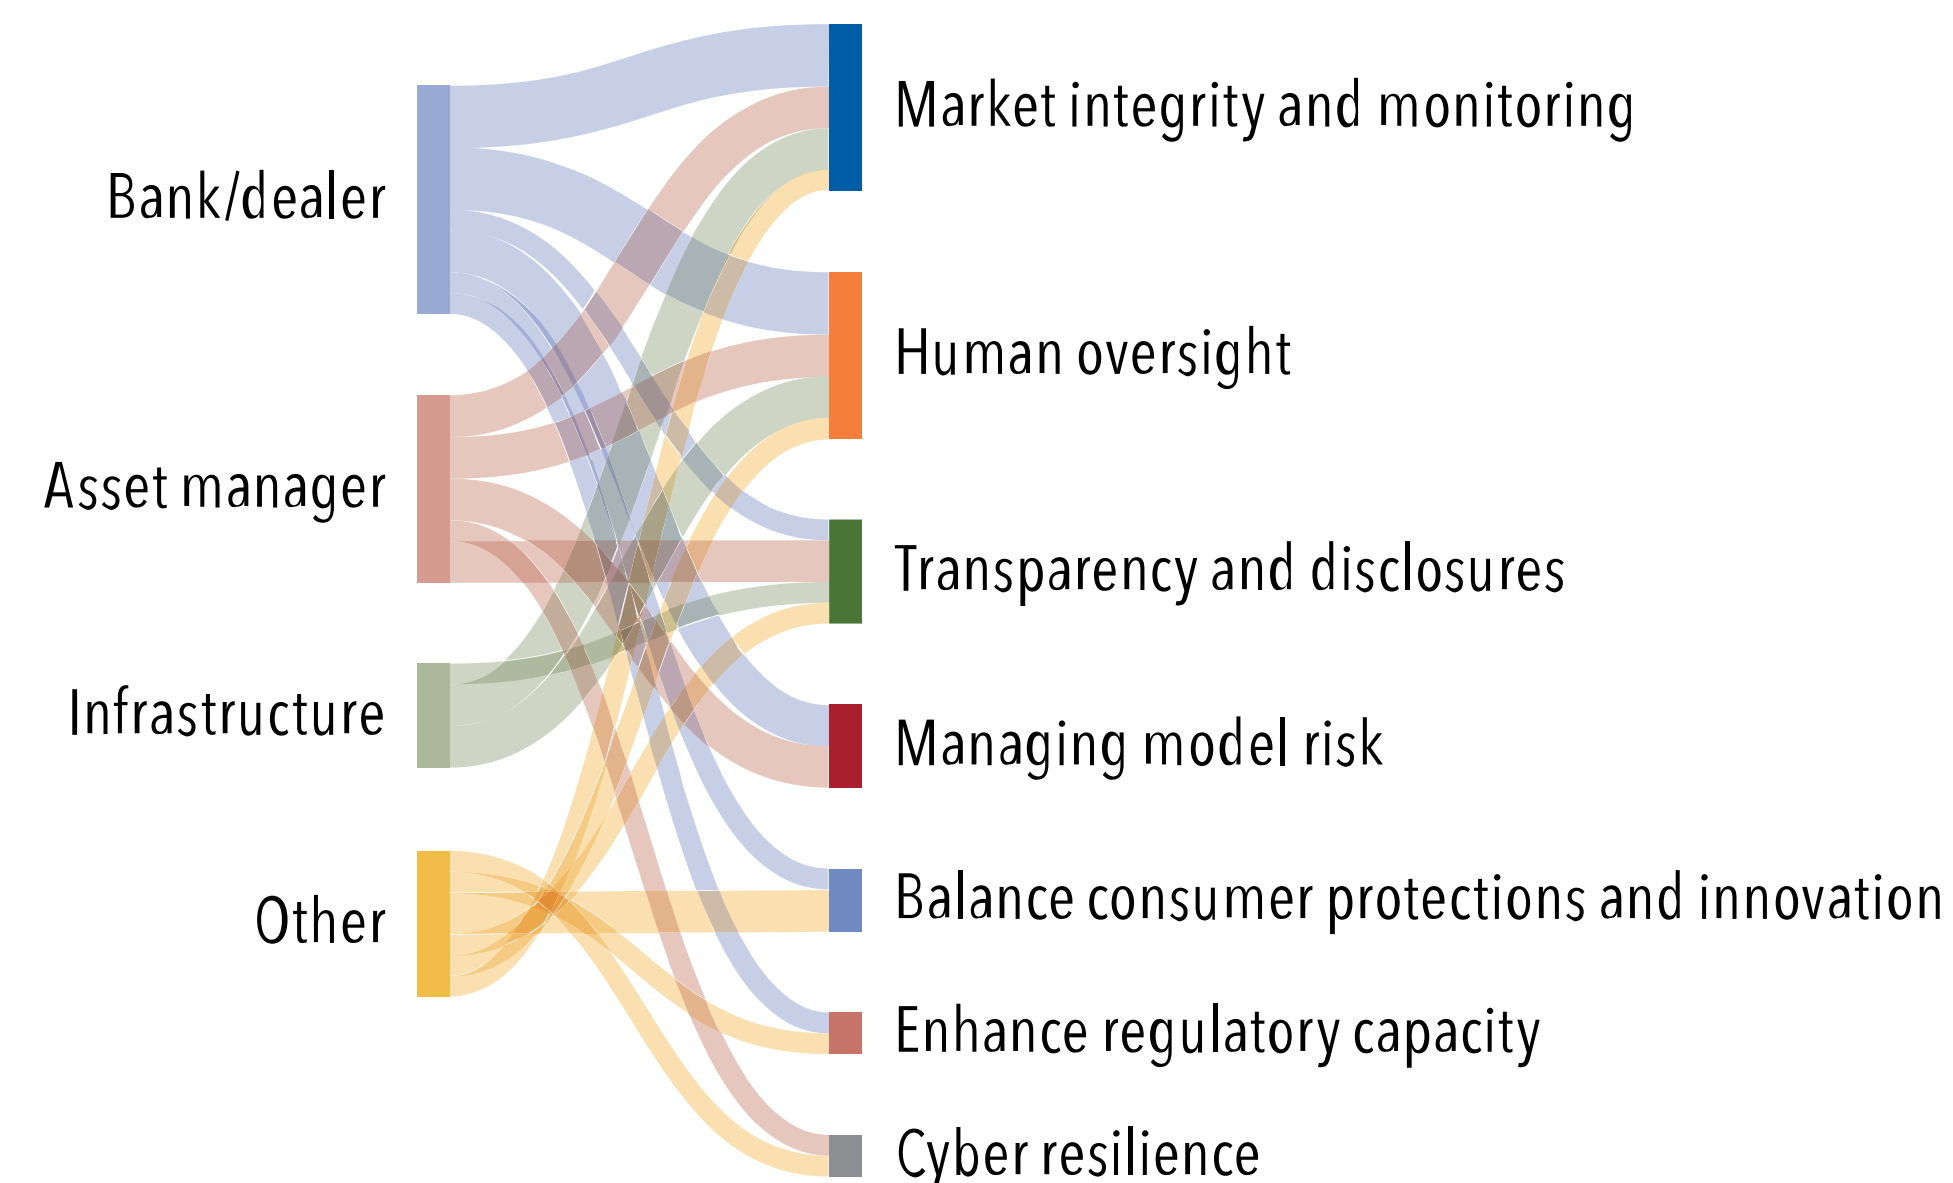 Bank/dealer
Asset manager
Infrastructure
Other
Market integrity and monitoring
Human oversight
Transparency and disclosures
Managing model risk
Balance consumer protections and innovation
Enhance regulatory capacity
Cyber resilience